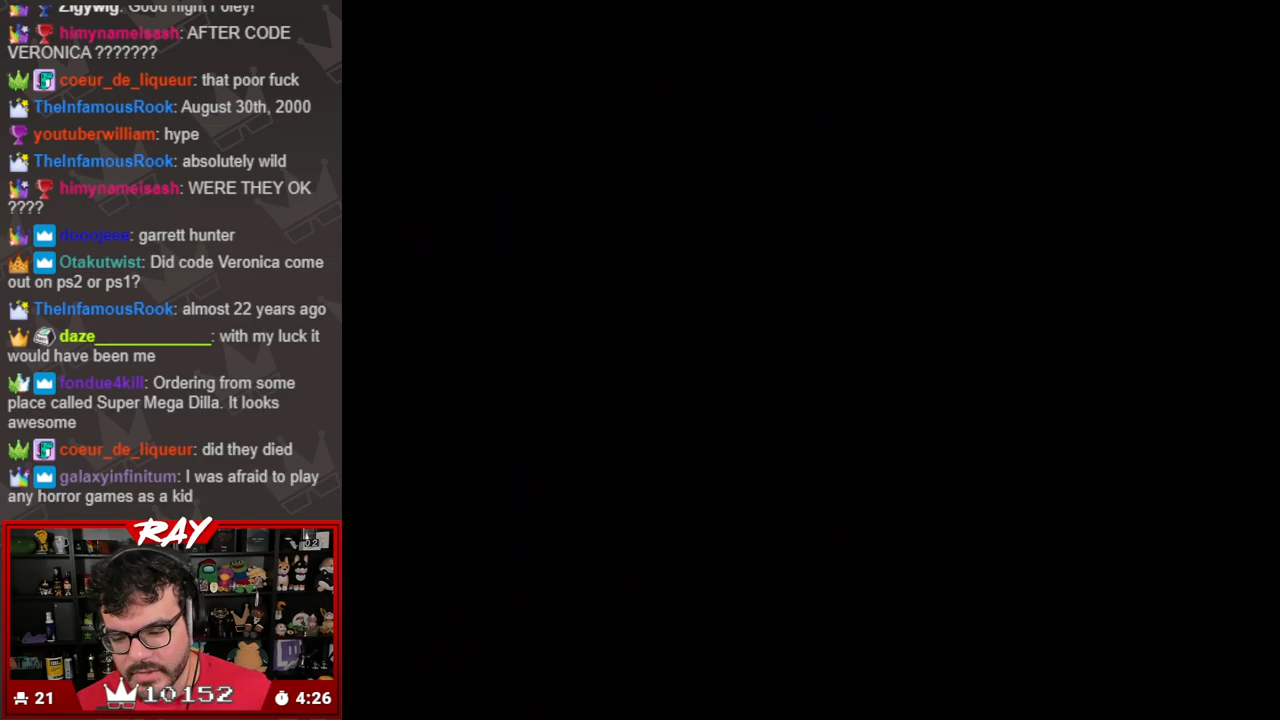 Zigywig: Good night Foley!
himynameisash: AFTER CODE
VERONICA ???????
coeur_de_liqueur: that poor fuck
TheInfamousRook: August 30th, 2000
youtuberwilliam: hype
TheInfamousRook: absolutely wild
himynameisash: WERE THEY OK
????
dooojeee: garrett hunter
Otakutwist: Did code Veronica come
out on ps2 or ps1?
TheInfamousRook: almost 22 years ago
daze_____________: with my luck it
would have been me
fondue4kill: Ordering from some
place called Super Mega Dilla. It looks
awesome
coeur_de_liqueur: did they died
galaxyinfinitum: I was afraid to play
any horror games as a kid
RAY
21
10152
4:26